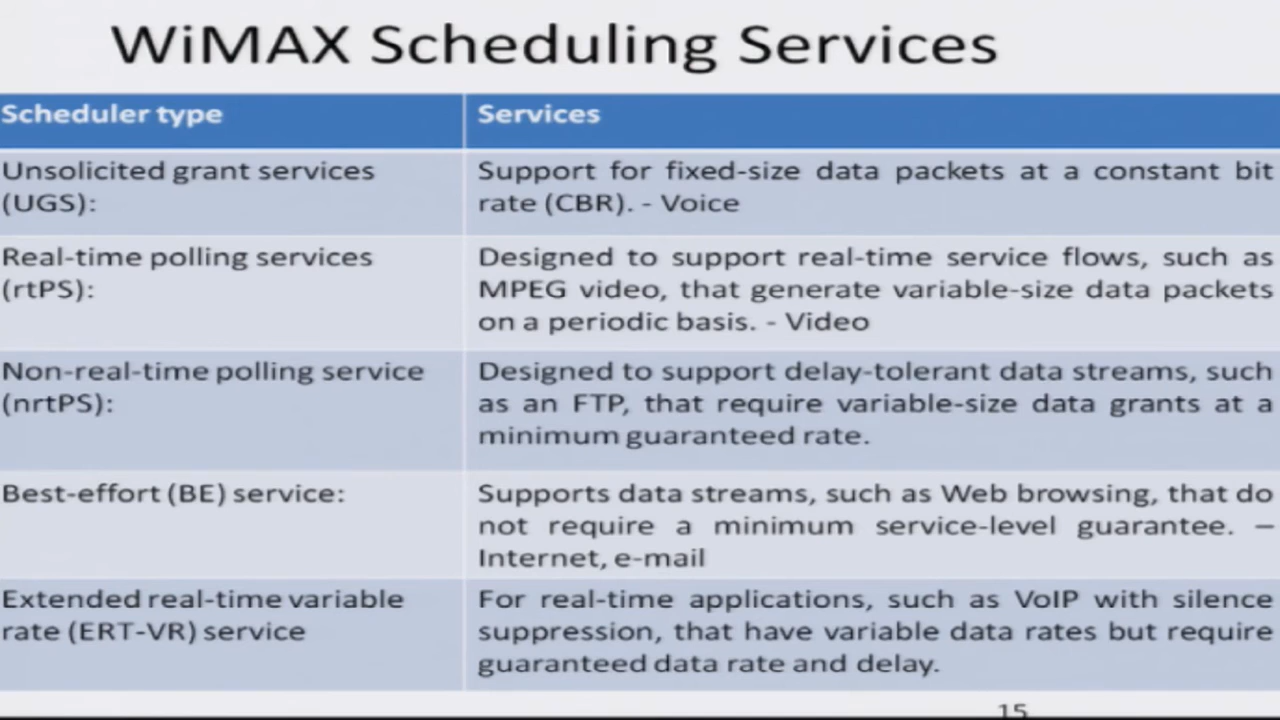 WiMAX Scheduling Services
Scheduler type
Services
Unsolicited grant services
(UGS):
Support for fixed-size data packets at a constant bit
rate (CBR). - Voice
Real-time polling services
(rtPS):
Designed to support real-time service flows, such as
MPEG video, that generate variable-size data packets
on a periodic basis. - Video
Non-real-time polling service
(nrtPS):
Designed to support delay-tolerant data streams, such
as an FTP, that require variable-size data grants at a
minimum guaranteed rate.
Best-effort (BE) service:
Supports data streams, such as Web browsing, that do
not require a minimum service-level guarantee. –
Internet, e-mail
Extended real-time variable
rate (ERT-VR) service
For real-time applications, such as VoIP with silence
suppression, that have variable data rates but require
guaranteed data rate and delay.
15